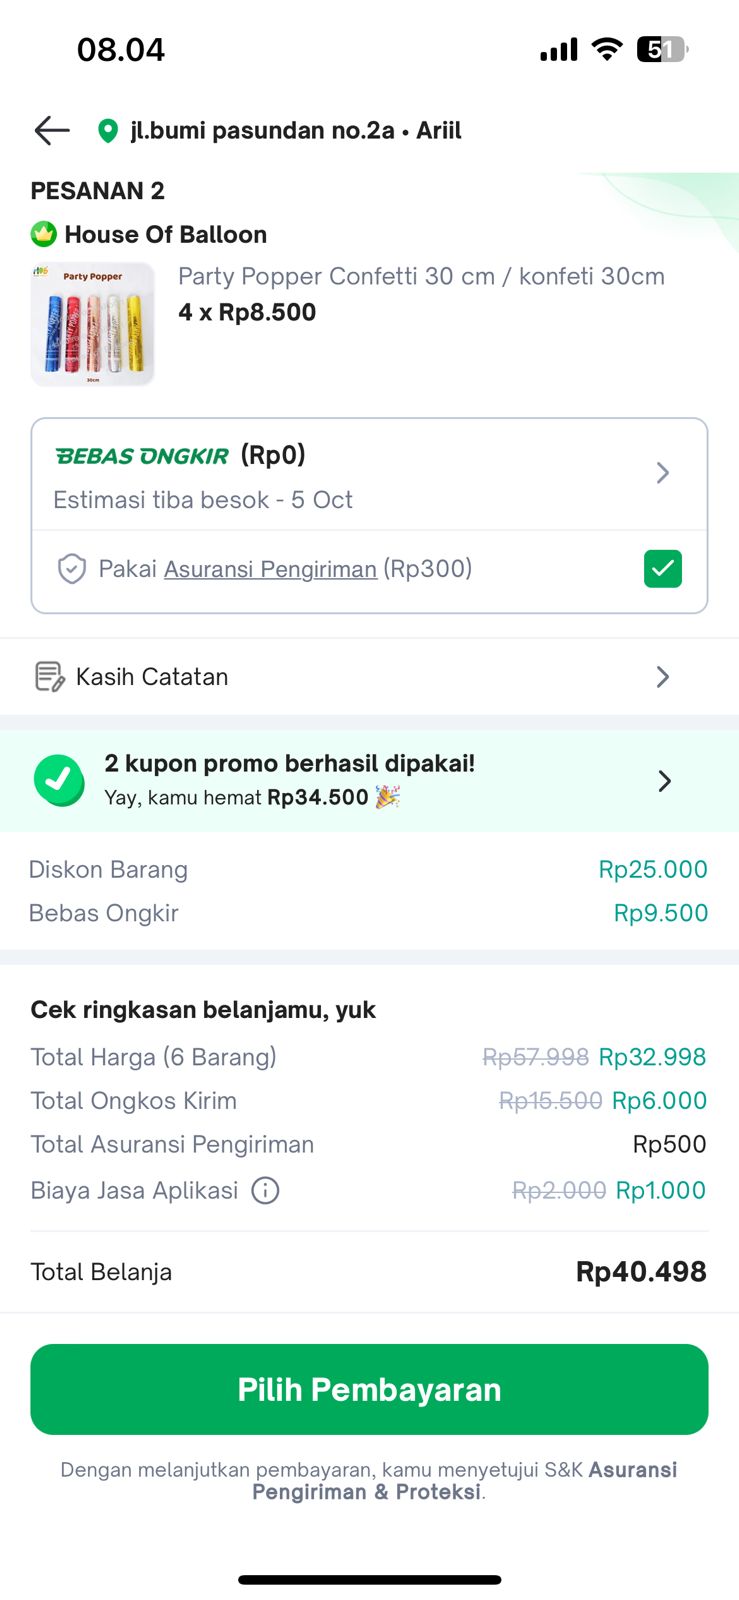 08.04
51
jl.bumi pasundan no.2a • Ariil
PESANAN 2
House Of Balloon
Party Popper
30cm
Party Popper Confetti 30 cm / konfeti 30cm
4 x Rp8.500
BEBAS ONGKIR (Rp0)
Estimasi tiba besok - 5 Oct
Pakai Asuransi Pengiriman (Rp300)
Kasih Catatan
2 kupon promo berhasil dipakai!
Yay, kamu hemat Rp34.500 🎉
Diskon Barang Rp25.000
Bebas Ongkir Rp9.500
Cek ringkasan belanjamu, yuk
Total Harga (6 Barang) Rp57.998 Rp32.998
Total Ongkos Kirim Rp15.500 Rp6.000
Total Asuransi Pengiriman Rp500
Biaya Jasa Aplikasi Rp2.000 Rp1.000
Total Belanja Rp40.498
Pilih Pembayaran
Dengan melanjutkan pembayaran, kamu menyetujui S&K Asuransi
Pengiriman & Proteksi.